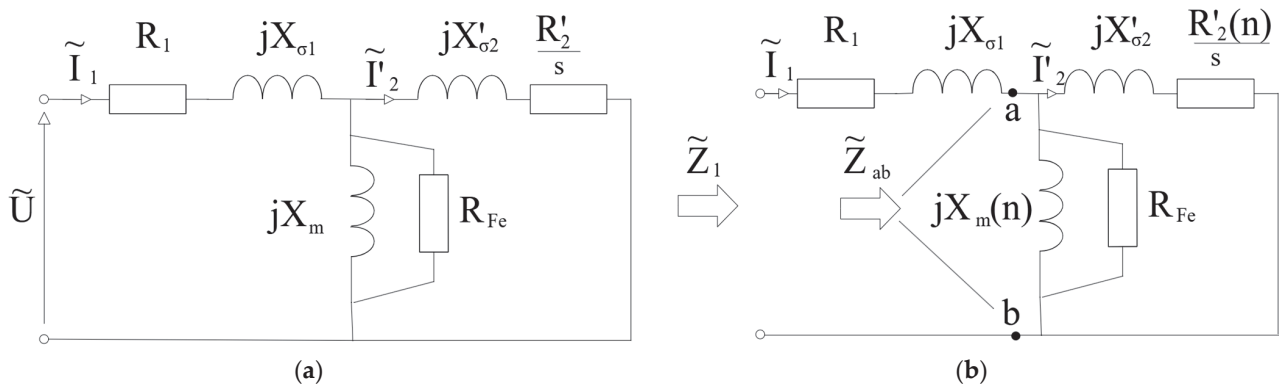 Ĩ₁ R₁ jXσ1 Ĩ'₂ jX'σ2 R'₂/s
Ũ jXm RFe
(a)
Ĩ₁ R₁ jXσ1 a Ĩ'₂ jX'σ2 R'₂(n)/s
Z̃₁ Z̃ab jXm(n) RFe
b
(b)